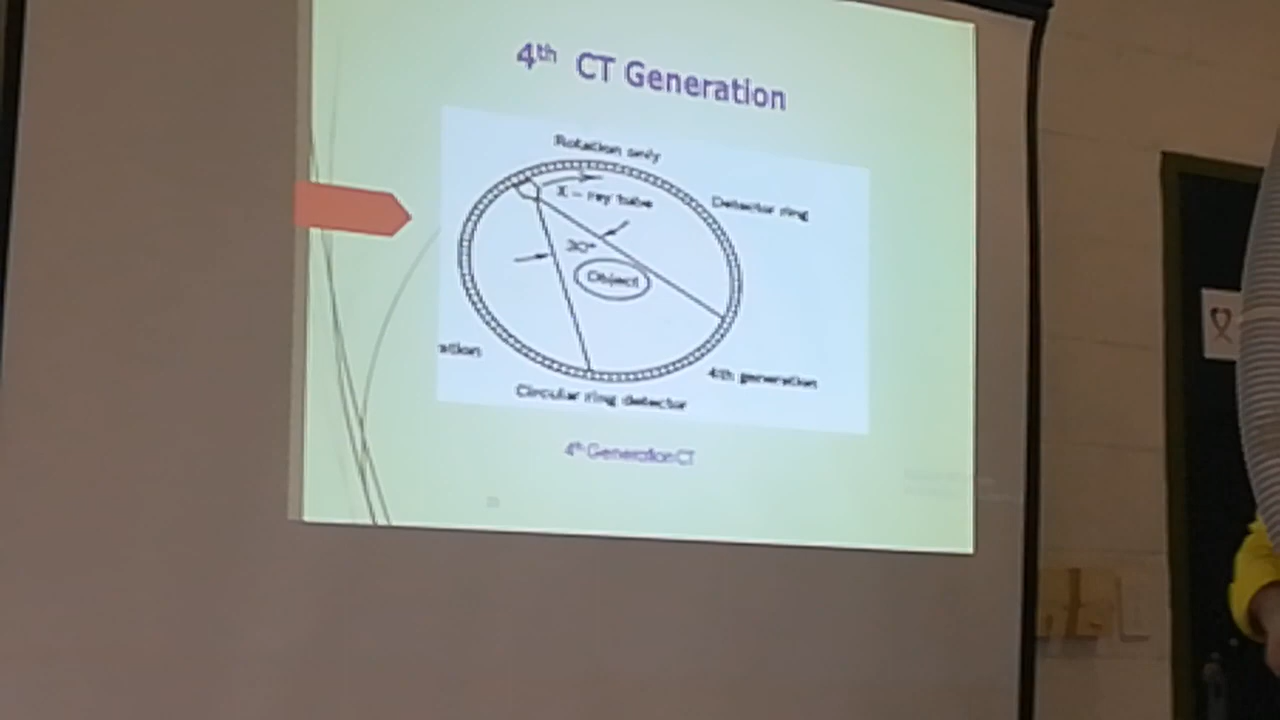 4th CT Generation
Rotation only
X - ray tube
Detector ring
30°
Object
ation
4th generation
Circular ring detector
4th Generation CT